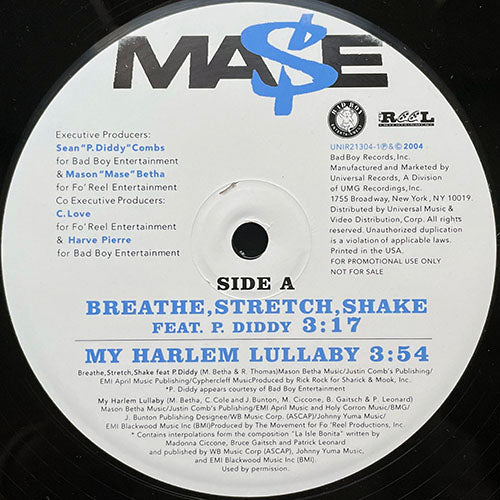 MA$E
BAD BOY
ENTERTAINMENT
FO' REEL
Executive Producers:
Sean "P. Diddy" Combs
for Bad Boy Entertainment
& Mason "Mase" Betha
for Fo' Reel Entertainment
Co Executive Producers:
C. Love
for Fo' Reel Entertainment
& Harve Pierre
for Bad Boy Entertainment
UNIR21304-1 ℗&© 2004
Bad Boy Records, Inc.
Manufactured and Marketed by
Universal Records, A Division
of UMG Recordings, Inc.
1755 Broadway, New York, NY 10019.
Distributed by Universal Music &
Video Distribution, Corp. All rights
reserved. Unauthorized duplication
is a violation of applicable laws.
Printed in the USA.
FOR PROMOTIONAL USE ONLY
NOT FOR SALE
SIDE A
BREATHE, STRETCH, SHAKE
FEAT. P. DIDDY 3:17
MY HARLEM LULLABY 3:54
Breathe, Stretch, Shake feat P. Diddy (M. Betha & R. Thomas) Mason Betha Music/Justin Comb's Publishing/
EMI April Music Publishing/Cyphercleff Music Produced by Rick Rock for Sharick & Mook, Inc.
*P. Diddy appears courtesy of Bad Boy Entertainment
My Harlem Lullaby (M. Betha, C. Cole and J. Bunton, M. Ciccone, B. Gaitsch & P. Leonard)
Mason Betha Music/Justin Comb's Publishing/EMI April Music and Holy Corron Music/BMG/
J. Bunton Publishing Designee/WB Music Corp. (ASCAP)/Johnny Yuma Music/
EMI Blackwood Music Inc (BMI) Produced by The Movement for Fo 'Reel Productions, Inc.
* Contains interpolations form the composition "La Isle Bonita" written by
Madonna Ciccone, Bruce Gaitsch and Patrick Leonard
and published by WB Music Corp (ASCAP), Johnny Yuma Music,
and EMI Blackwood Music Inc (BMI).
Used by permission.